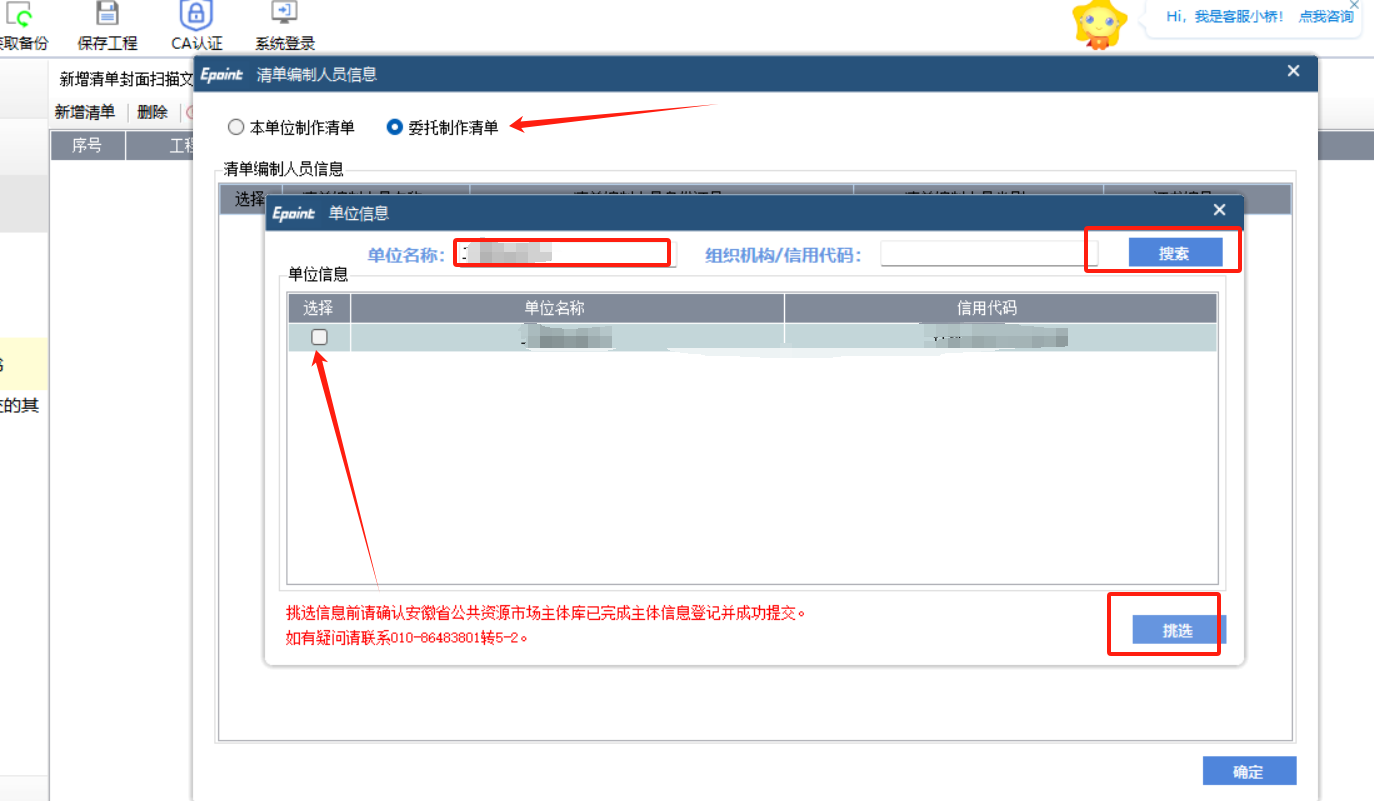 Hi，我是客服小桥！ 点我咨询
取备份 保存工程 CA认证 系统登录
新增清单封面扫描文
Epoint 清单编制人员信息
新增清单 删除
本单位制作清单 委托制作清单
序号
清单编制人员信息
选择
Epoint 单位信息
单位名称： 组织机构/信用代码： 搜索
单位信息
选择 单位名称 信用代码
的其
挑选信息前请确认安徽省公共资源市场主体库已完成主体信息登记并成功提交。
如有疑问请联系010-86483801转5-2。
挑选
确定